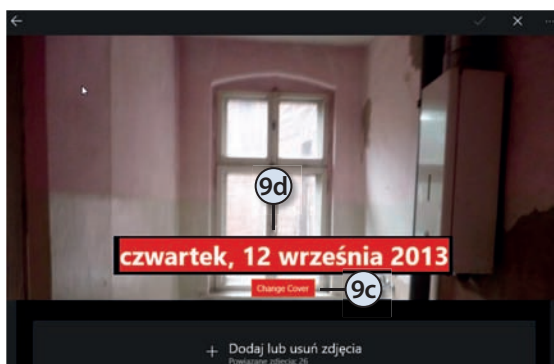 9d
czwartek, 12 września 2013
Change Cover
9c
Dodaj lub usuń zdjęcia
Powiązane zdjęcia: 26